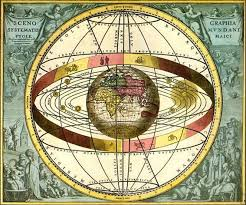 SCENO GRAPHIA
SYSTEMATIS MUNDANI
PTOLE MAICI